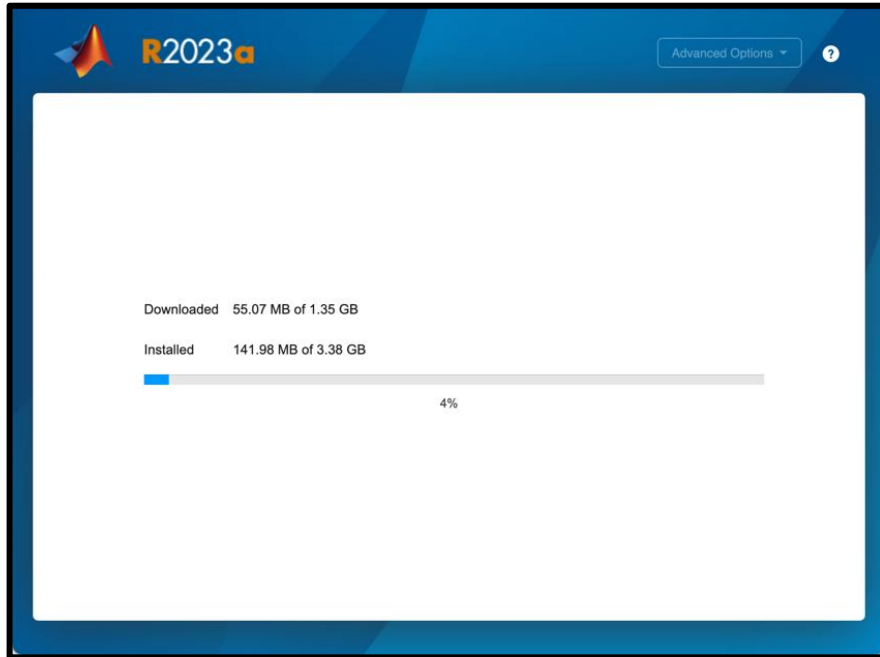 R2023a
Advanced Options
?
Downloaded 55.07 MB of 1.35 GB
Installed 141.98 MB of 3.38 GB
4%